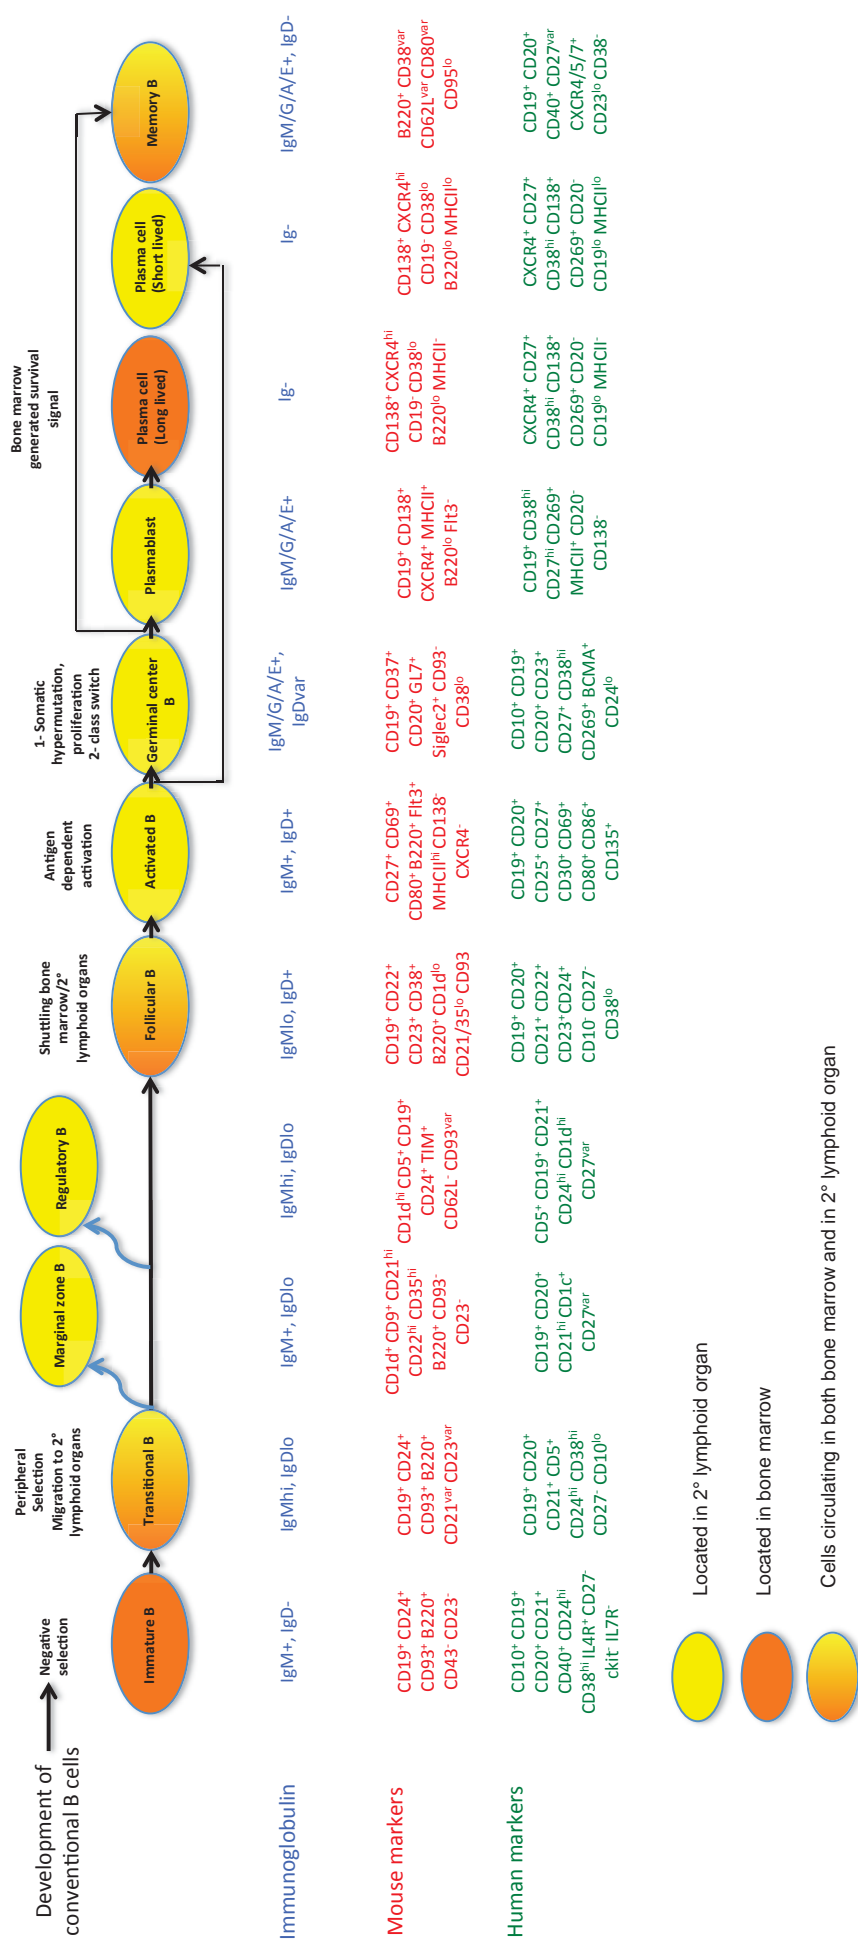 Development of
conventional B cells
Negative
selection
Peripheral
Selection
Migration to 2°
lymphoid organs
Shuttling bone
marrow/2°
lymphoid organs
Antigen
dependent
activation
1- Somatic
hypermutation,
proliferation
2- class switch
Bone marrow
generated survival
signal
Immature B
Transitional B
Marginal zone B
Regulatory B
Follicular B
Activated B
Germinal center
B
Plasmablast
Plasma cell
(Long lived)
Plasma cell
(Short lived)
Memory B
Immunoglobulin
IgM+, IgD-
IgMhi, IgDlo
IgM+, IgDlo
IgMhi, IgDlo
IgMlo, IgD+
IgM+, IgD+
IgM/G/A/E+,
IgDvar
IgM/G/A/E+
Ig-
Ig-
IgM/G/A/E+, IgD-
Mouse markers
CD19⁺ CD24⁺
CD93⁺ B220⁺
CD43⁻ CD23⁻
CD19⁺ CD24⁺
CD93⁺ B220⁺
CD21ᵛᵃʳ CD23ᵛᵃʳ
CD1d⁺ CD9⁺ CD21ʰⁱ
CD22ʰⁱ CD35ʰⁱ
B220⁺ CD93⁻
CD23⁻
CD1dʰⁱ CD5⁺ CD19⁺
CD24⁺ TIM⁺
CD62L⁻ CD93ᵛᵃʳ
CD19⁺ CD22⁺
CD23⁺ CD38⁺
B220⁺ CD1dˡᵒ
CD21/35ˡᵒ CD93
CD27⁺ CD69⁺
CD80⁺ B220⁺ Flt3⁺
MHCIIʰⁱ CD138⁻
CXCR4⁻
CD19⁺ CD37⁺
CD20⁺ GL7⁺
Siglec2⁺ CD93⁻
CD38ˡᵒ
CD19⁺ CD138⁺
CXCR4⁺ MHCII⁺
B220ˡᵒ Flt3⁻
CD138⁺ CXCR4ʰⁱ
CD19⁻ CD38ˡᵒ
B220ˡᵒ MHCII⁻
CD138⁺ CXCR4ʰⁱ
CD19⁻ CD38ˡᵒ
B220ˡᵒ MHCIIˡᵒ
B220⁺ CD38ᵛᵃʳ
CD62Lᵛᵃʳ CD80ᵛᵃʳ
CD95ˡᵒ
Human markers
CD10⁺ CD19⁺
CD20⁺ CD21⁺
CD40⁺ CD24ʰⁱ
CD38ʰⁱ IL4R⁺ CD27⁻
ckit⁻ IL7R⁻
CD19⁺ CD20⁺
CD21⁺ CD5⁺
CD24ʰⁱ CD38ʰⁱ
CD27⁻ CD10ˡᵒ
CD19⁺ CD20⁺
CD21ʰⁱ CD1c⁺
CD27ᵛᵃʳ
CD5⁺ CD19⁺ CD21⁺
CD24ʰⁱ CD1dʰⁱ
CD27ᵛᵃʳ
CD19⁺ CD20⁺
CD21⁺ CD22⁺
CD23⁺CD24⁺
CD10⁻ CD27⁻
CD38ˡᵒ
CD19⁺ CD20⁺
CD25⁺ CD27⁺
CD30⁺ CD69⁺
CD80⁺ CD86⁺
CD135⁺
CD10⁺ CD19⁺
CD20⁺ CD23⁺
CD27⁺ CD38ʰⁱ
CD269⁺ BCMA⁺
CD24ˡᵒ
CD19⁺ CD38ʰⁱ
CD27ʰⁱ CD269⁺
MHCII⁺ CD20⁻
CD138⁻
CXCR4⁺ CD27⁺
CD38ʰⁱ CD138⁺
CD269⁺ CD20⁻
CD19ˡᵒ MHCII⁻
CXCR4⁺ CD27⁺
CD38ʰⁱ CD138⁺
CD269⁺ CD20⁻
CD19ˡᵒ MHCIIˡᵒ
CD19⁺ CD20⁺
CD40⁺ CD27ᵛᵃʳ
CXCR4/5/7⁺
CD23ˡᵒ CD38⁻
Located in 2° lymphoid organ
Located in bone marrow
Cells circulating in both bone marrow and in 2° lymphoid organ